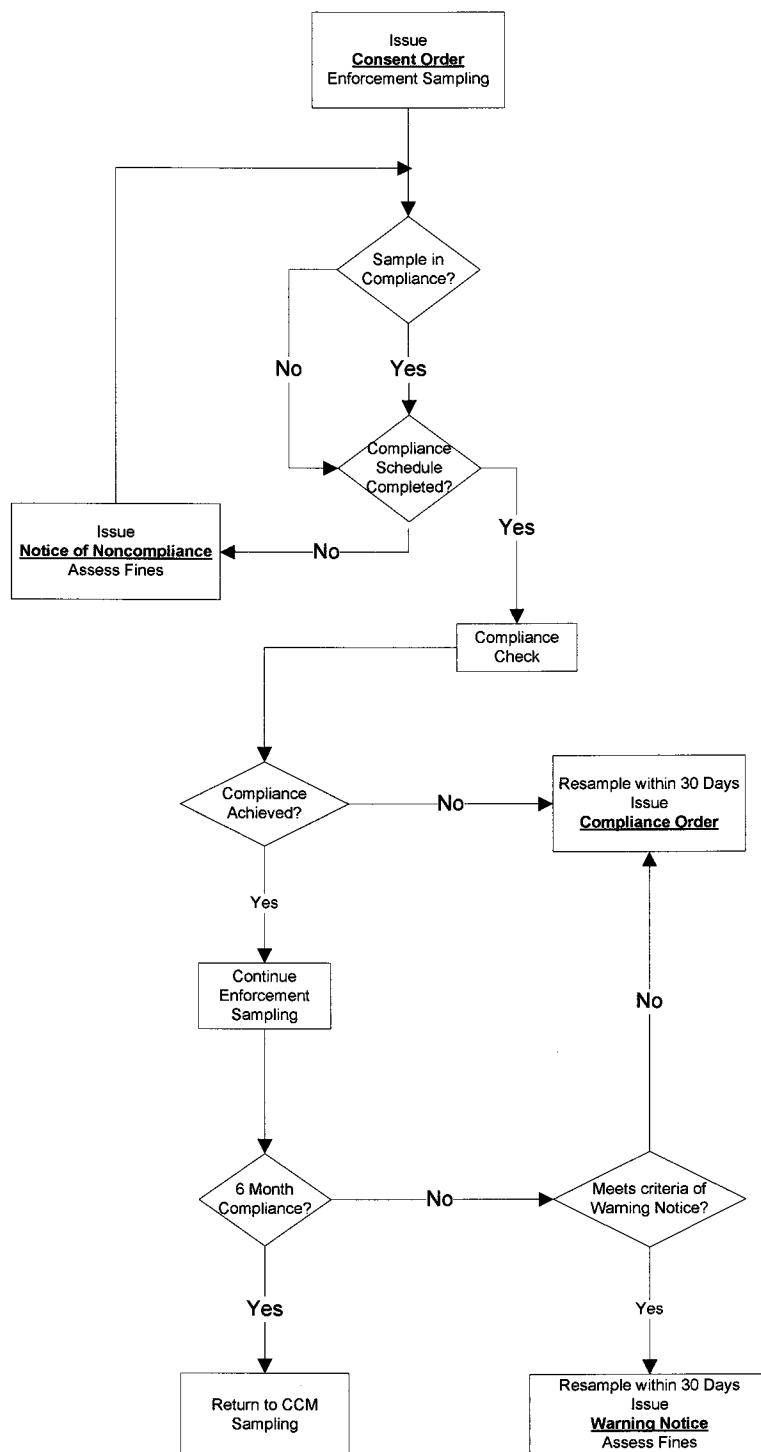 Issue
Consent Order
Enforcement Sampling
Sample in
Compliance?
No
Yes
Compliance
Schedule
Completed?
Issue
Notice of Noncompliance
Assess Fines
No
Yes
Compliance
Check
Compliance
Achieved?
No
Resample within 30 Days
Issue
Compliance Order
Yes
Continue
Enforcement
Sampling
No
6 Month
Compliance?
No
Meets criteria of
Warning Notice?
Yes
Yes
Return to CCM
Sampling
Resample within 30 Days
Issue
Warning Notice
Assess Fines